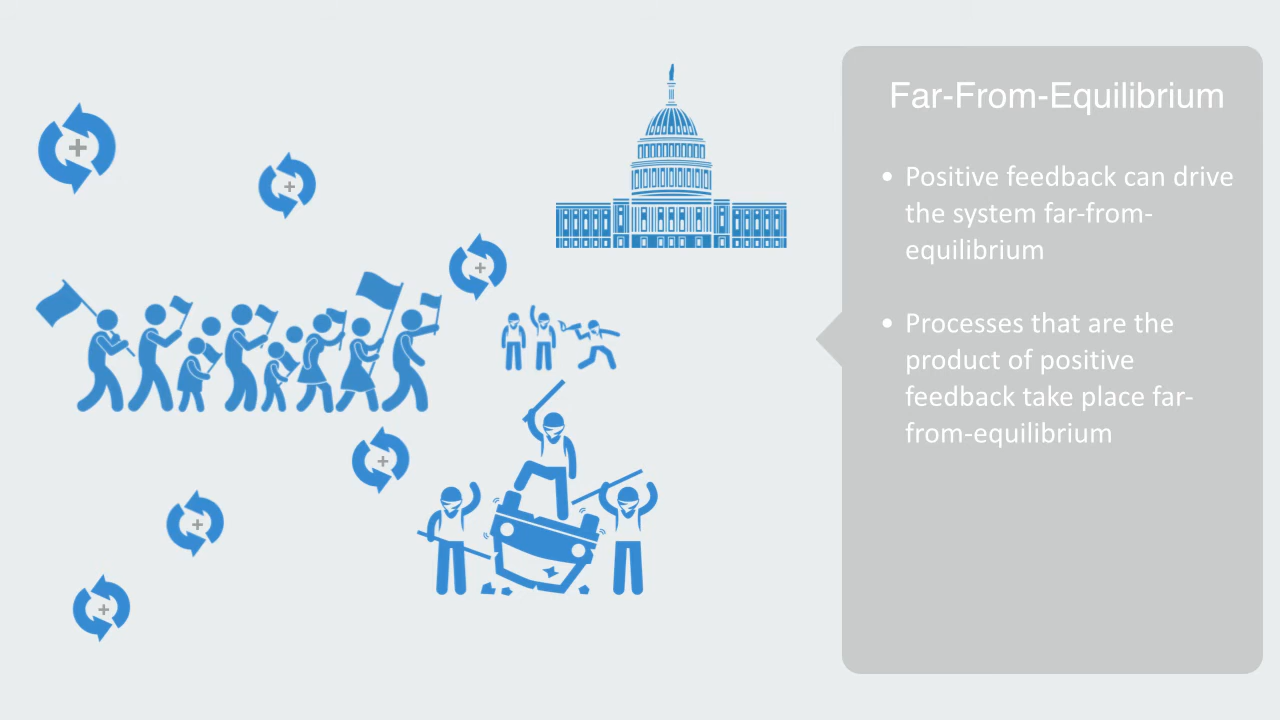 Far-From-Equilibrium
• Positive feedback can drive
the system far-from-
equilibrium
• Processes that are the
product of positive
feedback take place far-
from-equilibrium